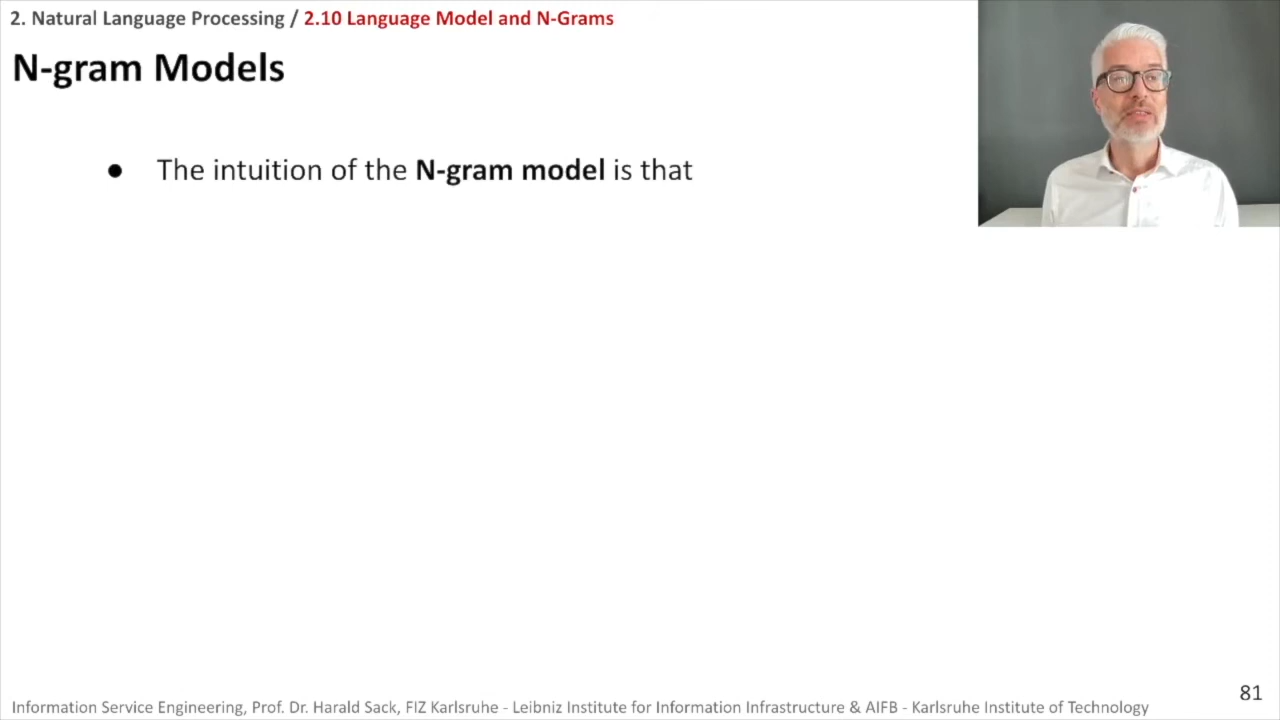 2. Natural Language Processing / 2.10 Language Model and N-Grams
N-gram Models
● The intuition of the N-gram model is that
81
Information Service Engineering, Prof. Dr. Harald Sack, FIZ Karlsruhe - Leibniz Institute for Information Infrastructure & AIFB - Karlsruhe Institute of Technology